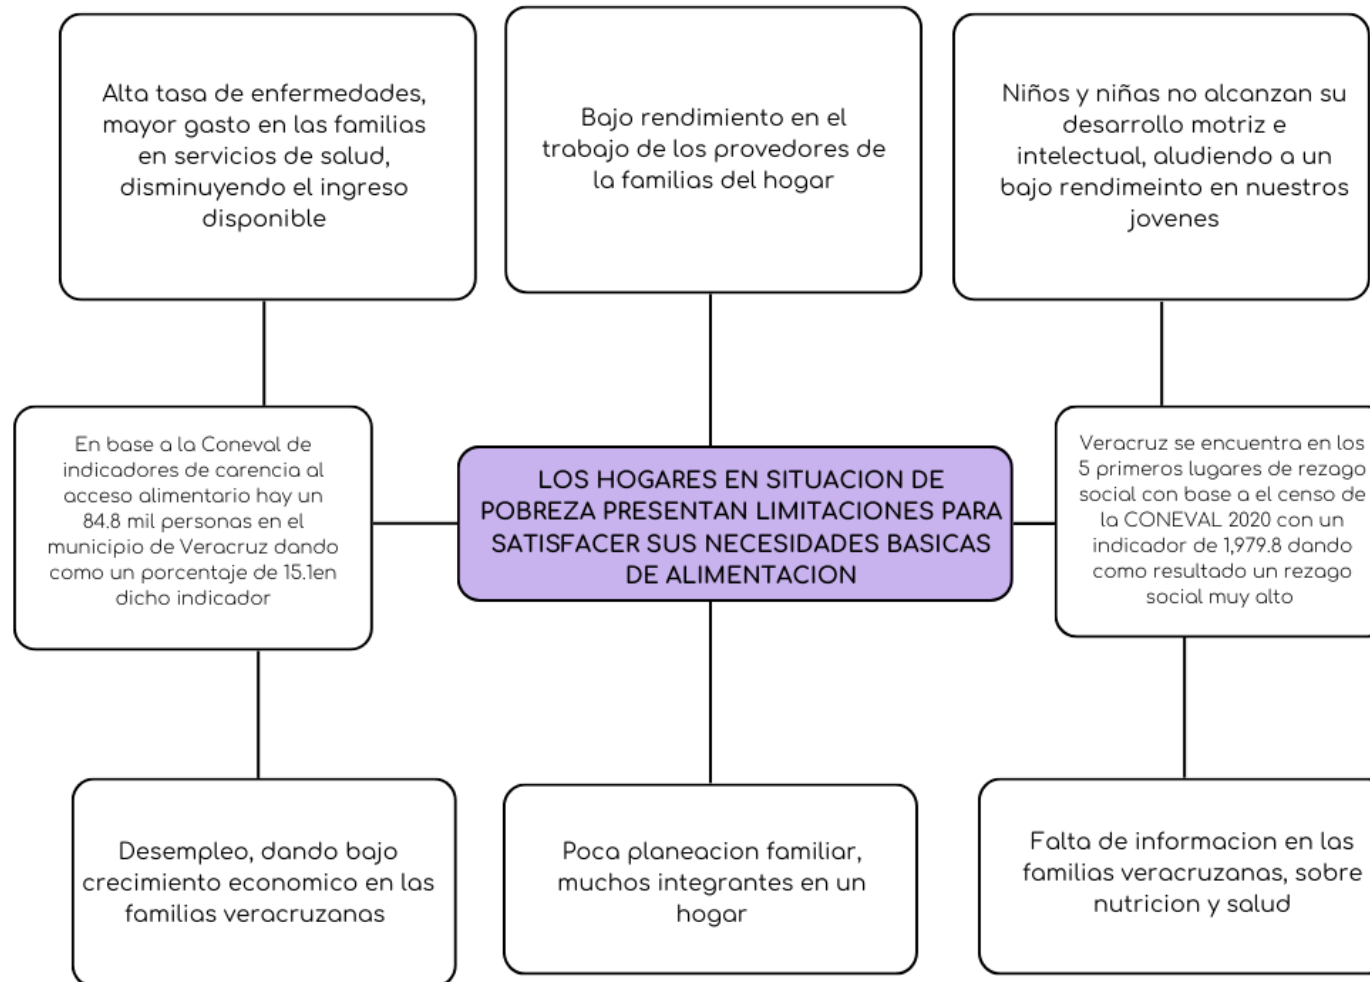 Alta tasa de enfermedades,
mayor gasto en las familias
en servicios de salud,
disminuyendo el ingreso
disponible
Bajo rendimiento en el
trabajo de los provedores de
la familias del hogar
Niños y niñas no alcanzan su
desarrollo motriz e
intelectual, aludiendo a un
bajo rendimeinto en nuestros
jovenes
En base a la Coneval de
indicadores de carencia al
acceso alimentario hay un
84.8 mil personas en el
municipio de Veracruz dando
como un porcentaje de 15.1en
dicho indicador
LOS HOGARES EN SITUACION DE
POBREZA PRESENTAN LIMITACIONES PARA
SATISFACER SUS NECESIDADES BASICAS
DE ALIMENTACION
Veracruz se encuentra en los
5 primeros lugares de rezago
social con base a el censo de
la CONEVAL 2020 con un
indicador de 1,979.8 dando
como resultado un rezago
social muy alto
Desempleo, dando bajo
crecimiento economico en las
familias veracruzanas
Poca planeacion familiar,
muchos integrantes en un
hogar
Falta de informacion en las
familias veracruzanas, sobre
nutricion y salud